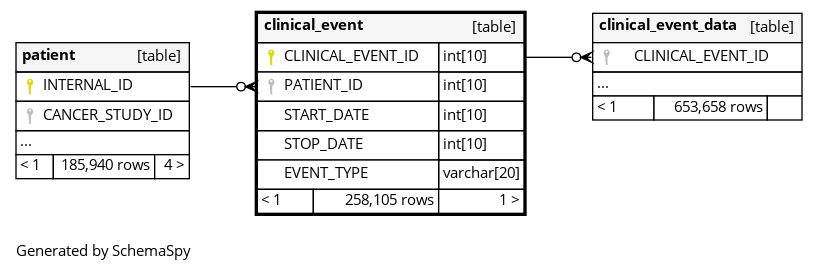 patient [table]
INTERNAL_ID
CANCER_STUDY_ID
...
< 1 185,940 rows 4 >
clinical_event [table]
CLINICAL_EVENT_ID int[10]
PATIENT_ID int[10]
START_DATE int[10]
STOP_DATE int[10]
EVENT_TYPE varchar[20]
< 1 258,105 rows 1 >
clinical_event_data [table]
CLINICAL_EVENT_ID
...
< 1 653,658 rows
Generated by SchemaSpy